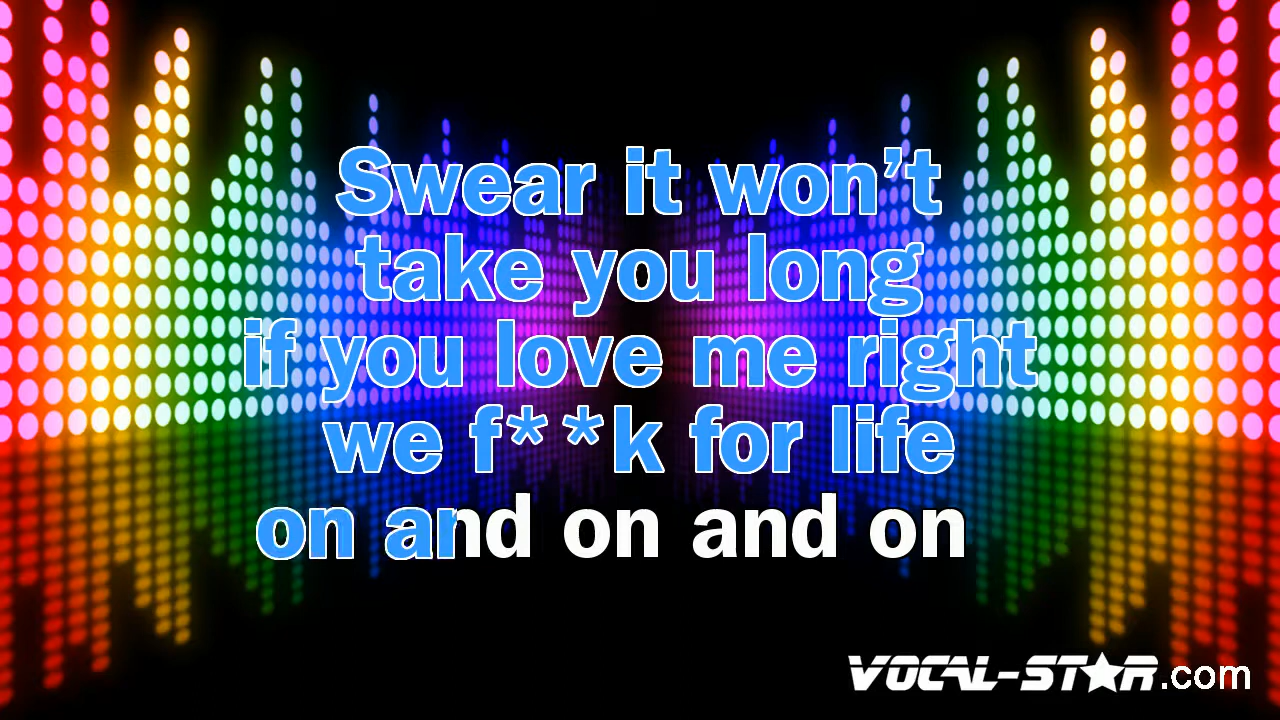 Swear it won’t
take you long
if you love me right
we f**k for life
on and on and on
VOCAL-STAR.com